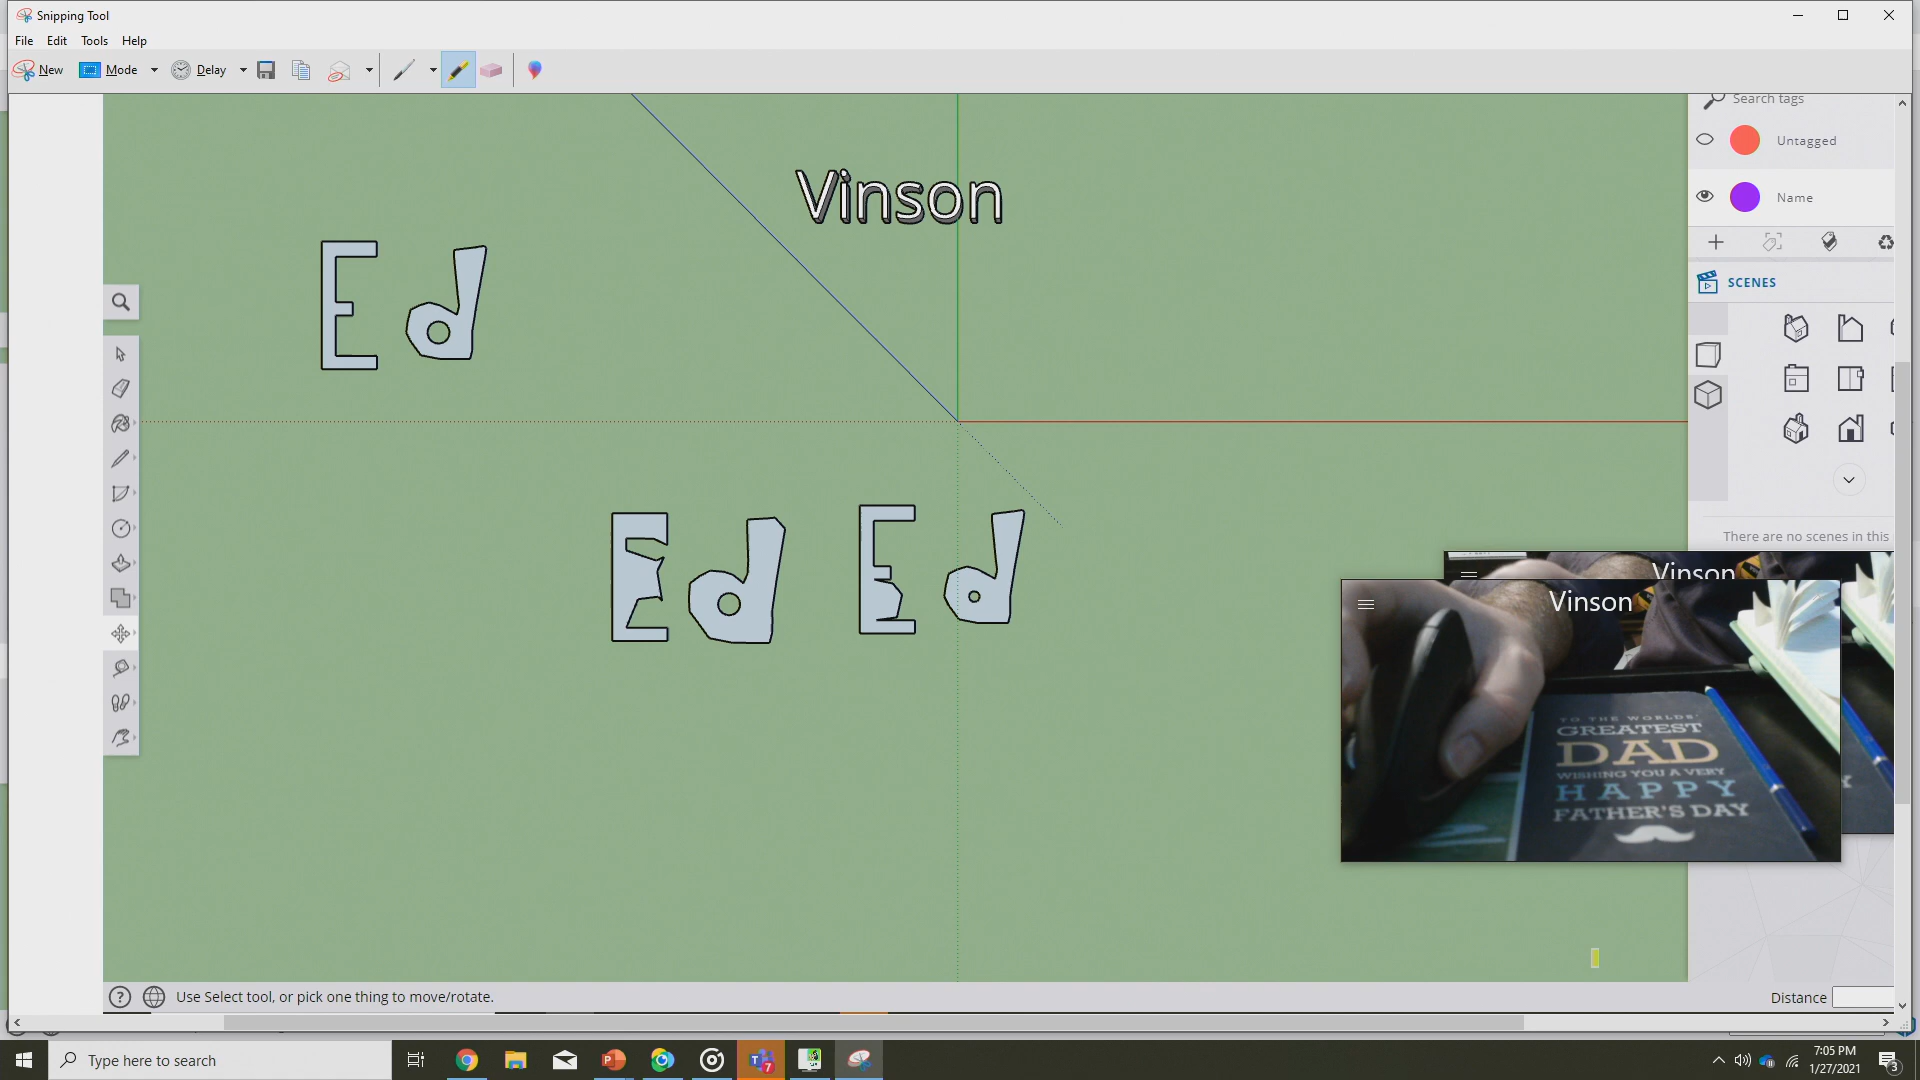 Snipping Tool
File Edit Tools Help
New Mode Delay
Search tags
Untagged
Name
SCENES
Vinson
Ed
Ed Ed
There are no scenes in this
Vinson
Vinson
TO THE WORLDS'
GREATEST
DAD
WISHING YOU A VERY
HAPPY
FATHER'S DAY
Use Select tool, or pick one thing to move/rotate.
Distance
Type here to search
7
7:05 PM
1/27/2021
3